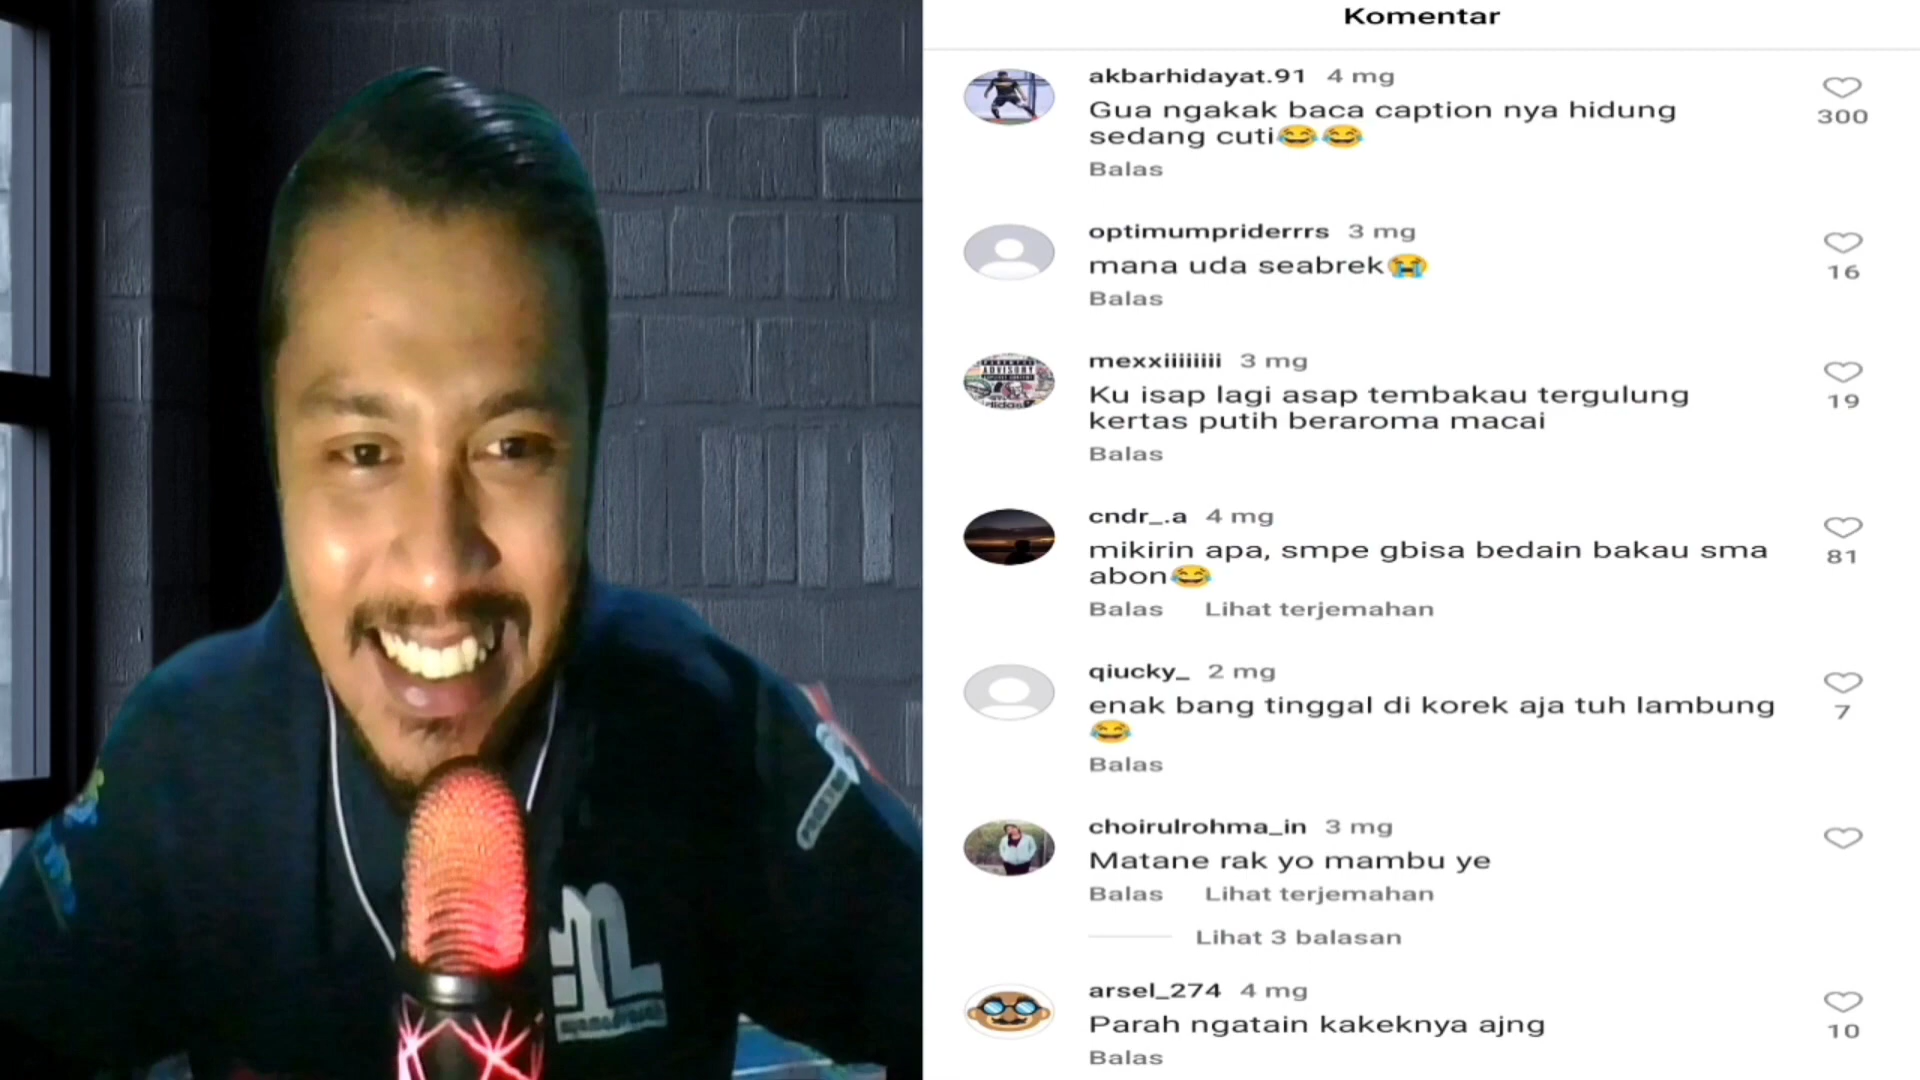 Komentar
akbarhidayat.91 4 mg
Gua ngakak baca caption nya hidung
sedang cuti😂😂
300
Balas
optimumpriderrrs 3 mg
mana uda seabrek😭
16
Balas
mexxiiiiiiiii 3 mg
Ku isap lagi asap tembakau tergulung
kertas putih beraroma macai
19
Balas
cndr_.a 4 mg
mikirin apa, smpe gbisa bedain bakau sma
abon😂
81
Balas Lihat terjemahan
qiucky_ 2 mg
enak bang tinggal di korek aja tuh lambung
😂
7
Balas
choirulrohma_in 3 mg
Matane rak yo mambu ye
Balas Lihat terjemahan
Lihat 3 balasan
arsel_274 4 mg
Parah ngatain kakeknya ajng
10
Balas